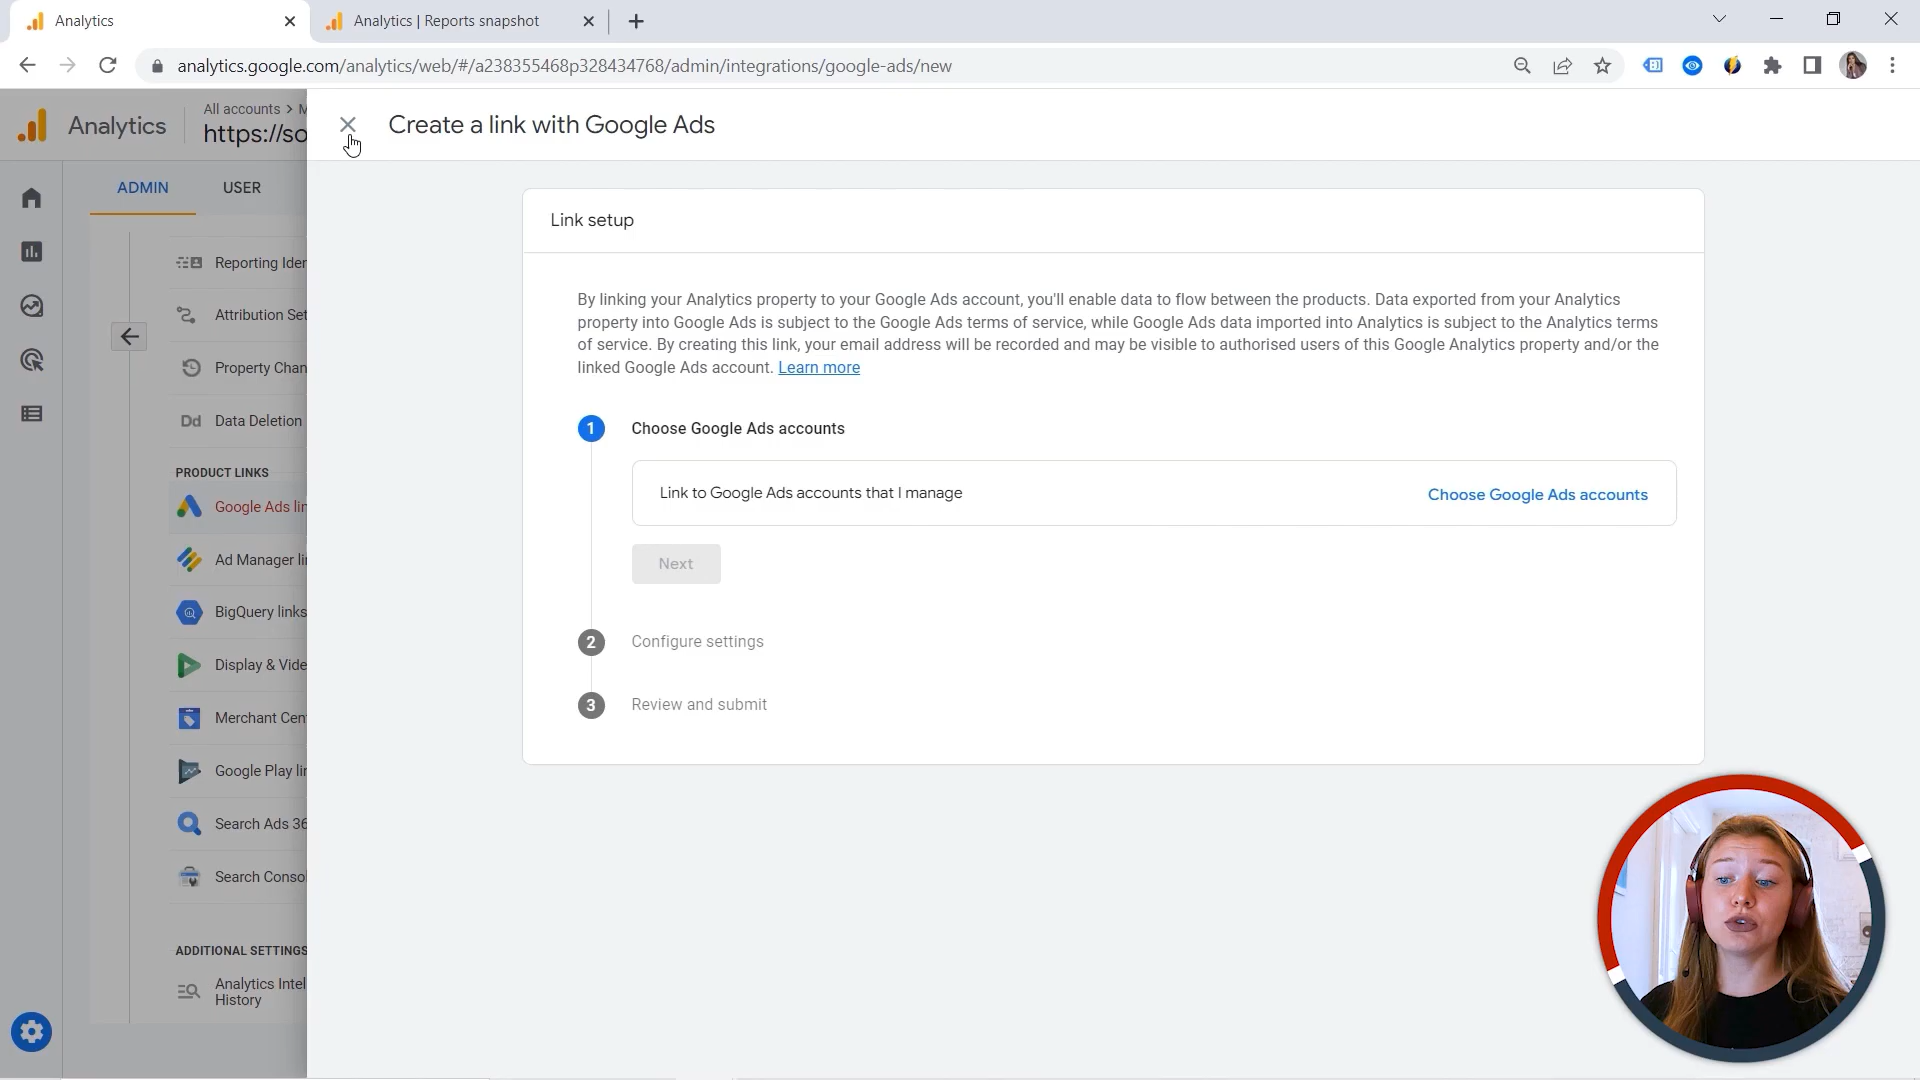 Analytics
Analytics | Reports snapshot
analytics.google.com/analytics/web/#/a238355468p328434768/admin/integrations/google-ads/new
Analytics
All accounts > M
https://so
Create a link with Google Ads
ADMIN
USER
Reporting Iden
Attribution Set
Property Chan
Dd
Data Deletion
PRODUCT LINKS
Google Ads lin
Ad Manager lin
BigQuery links
Display & Vide
Merchant Cen
Google Play lin
Search Ads 36
Search Conso
ADDITIONAL SETTINGS
Analytics Intel
History
Link setup
By linking your Analytics property to your Google Ads account, you'll enable data to flow between the products. Data exported from your Analytics
property into Google Ads is subject to the Google Ads terms of service, while Google Ads data imported into Analytics is subject to the Analytics terms
of service. By creating this link, your email address will be recorded and may be visible to authorised users of this Google Analytics property and/or the
linked Google Ads account. Learn more
1
Choose Google Ads accounts
Link to Google Ads accounts that I manage
Choose Google Ads accounts
Next
2
Configure settings
3
Review and submit